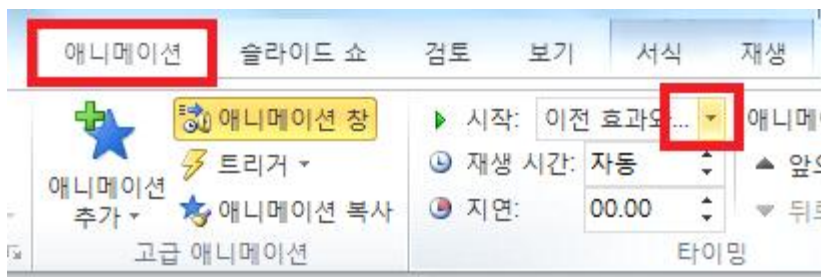 애니메이션 슬라이드 쇼 검토 보기 서식 재생
애니메이션 창 시작: 이전 효과와... 애니메
트리거 재생 시간: 자동 앞으
애니메이션
추가 애니메이션 복사 지연: 00.00 뒤로
고급 애니메이션 타이밍